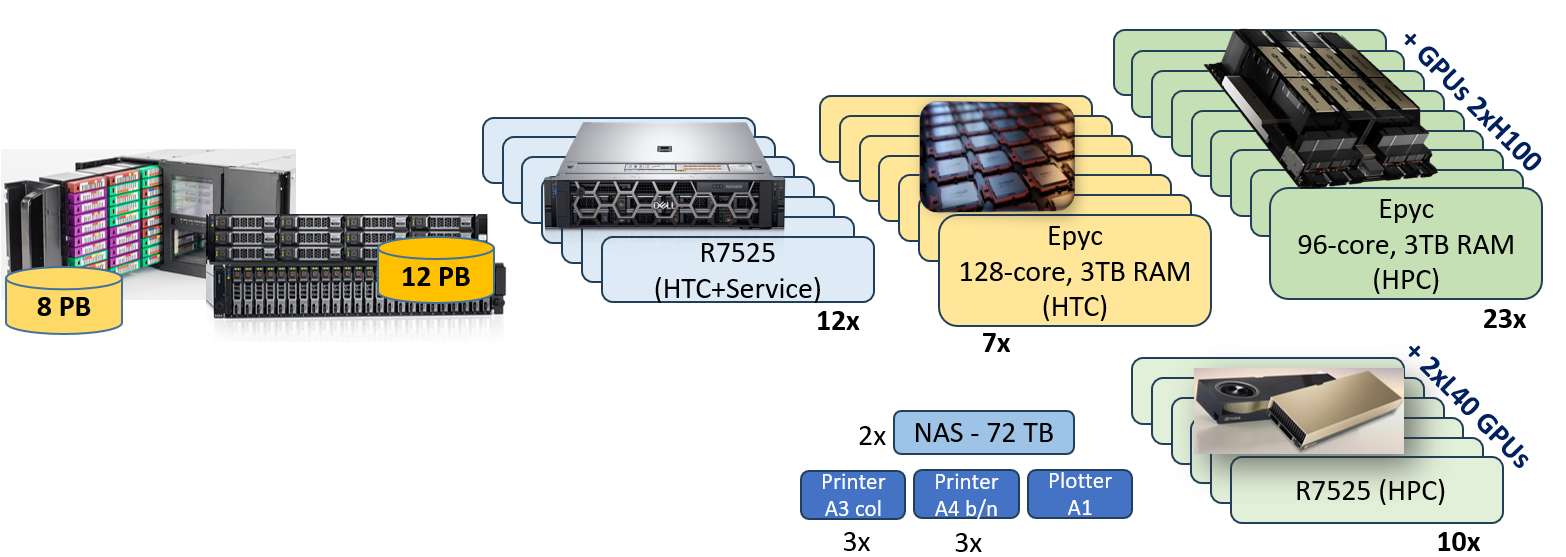 8 PB
12 PB
DELL
R7525
(HTC+Service)
12x
Epyc
128-core, 3TB RAM
(HTC)
7x
+ GPUs 2xH100
Epyc
96-core, 3TB RAM
(HPC)
23x
+ 2xL40 GPUs
R7525 (HPC)
10x
2x
NAS - 72 TB
Printer
A3 col
3x
Printer
A4 b/n
3x
Plotter
A1